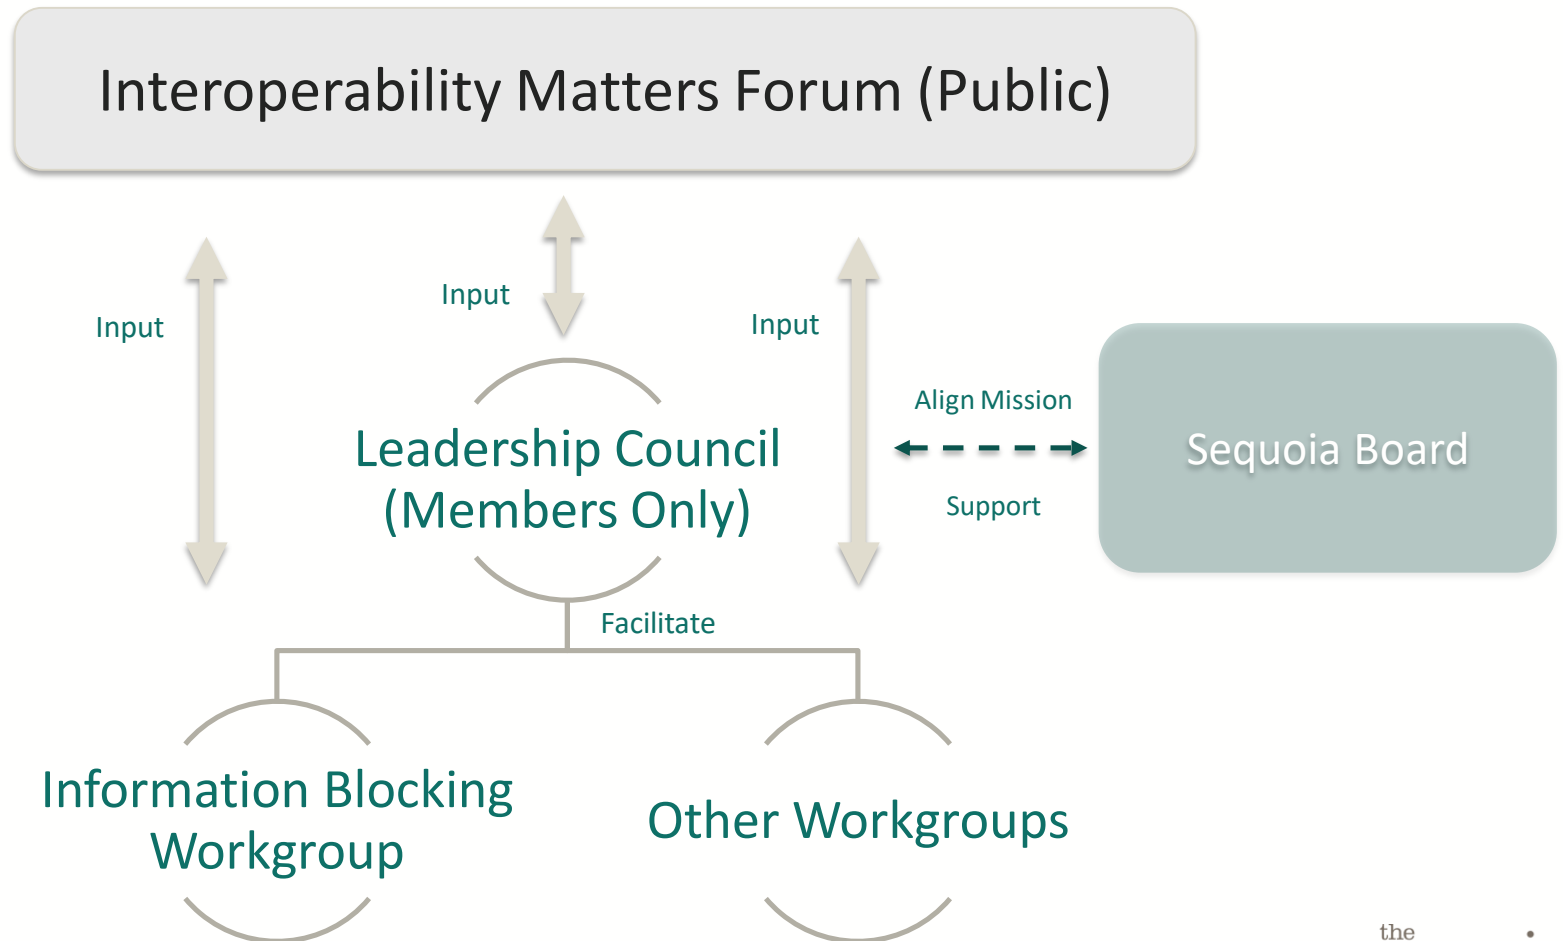 Interoperability Matters Forum (Public)
Input
Input
Input
Leadership Council
(Members Only)
Align Mission
Support
Sequoia Board
Facilitate
Information Blocking
Workgroup
Other Workgroups
the